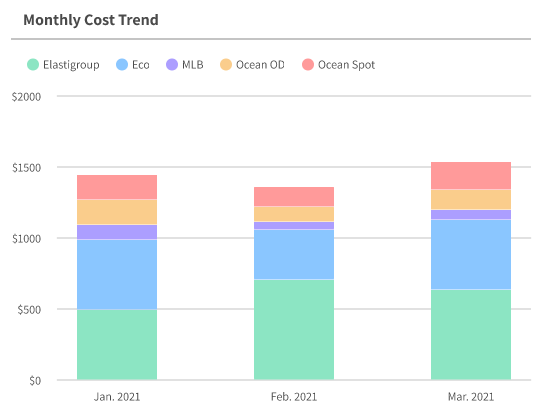 Monthly Cost Trend
Elastigroup Eco MLB Ocean OD Ocean Spot
$2000
$1500
$1000
$500
$0
Jan. 2021 Feb. 2021 Mar. 2021